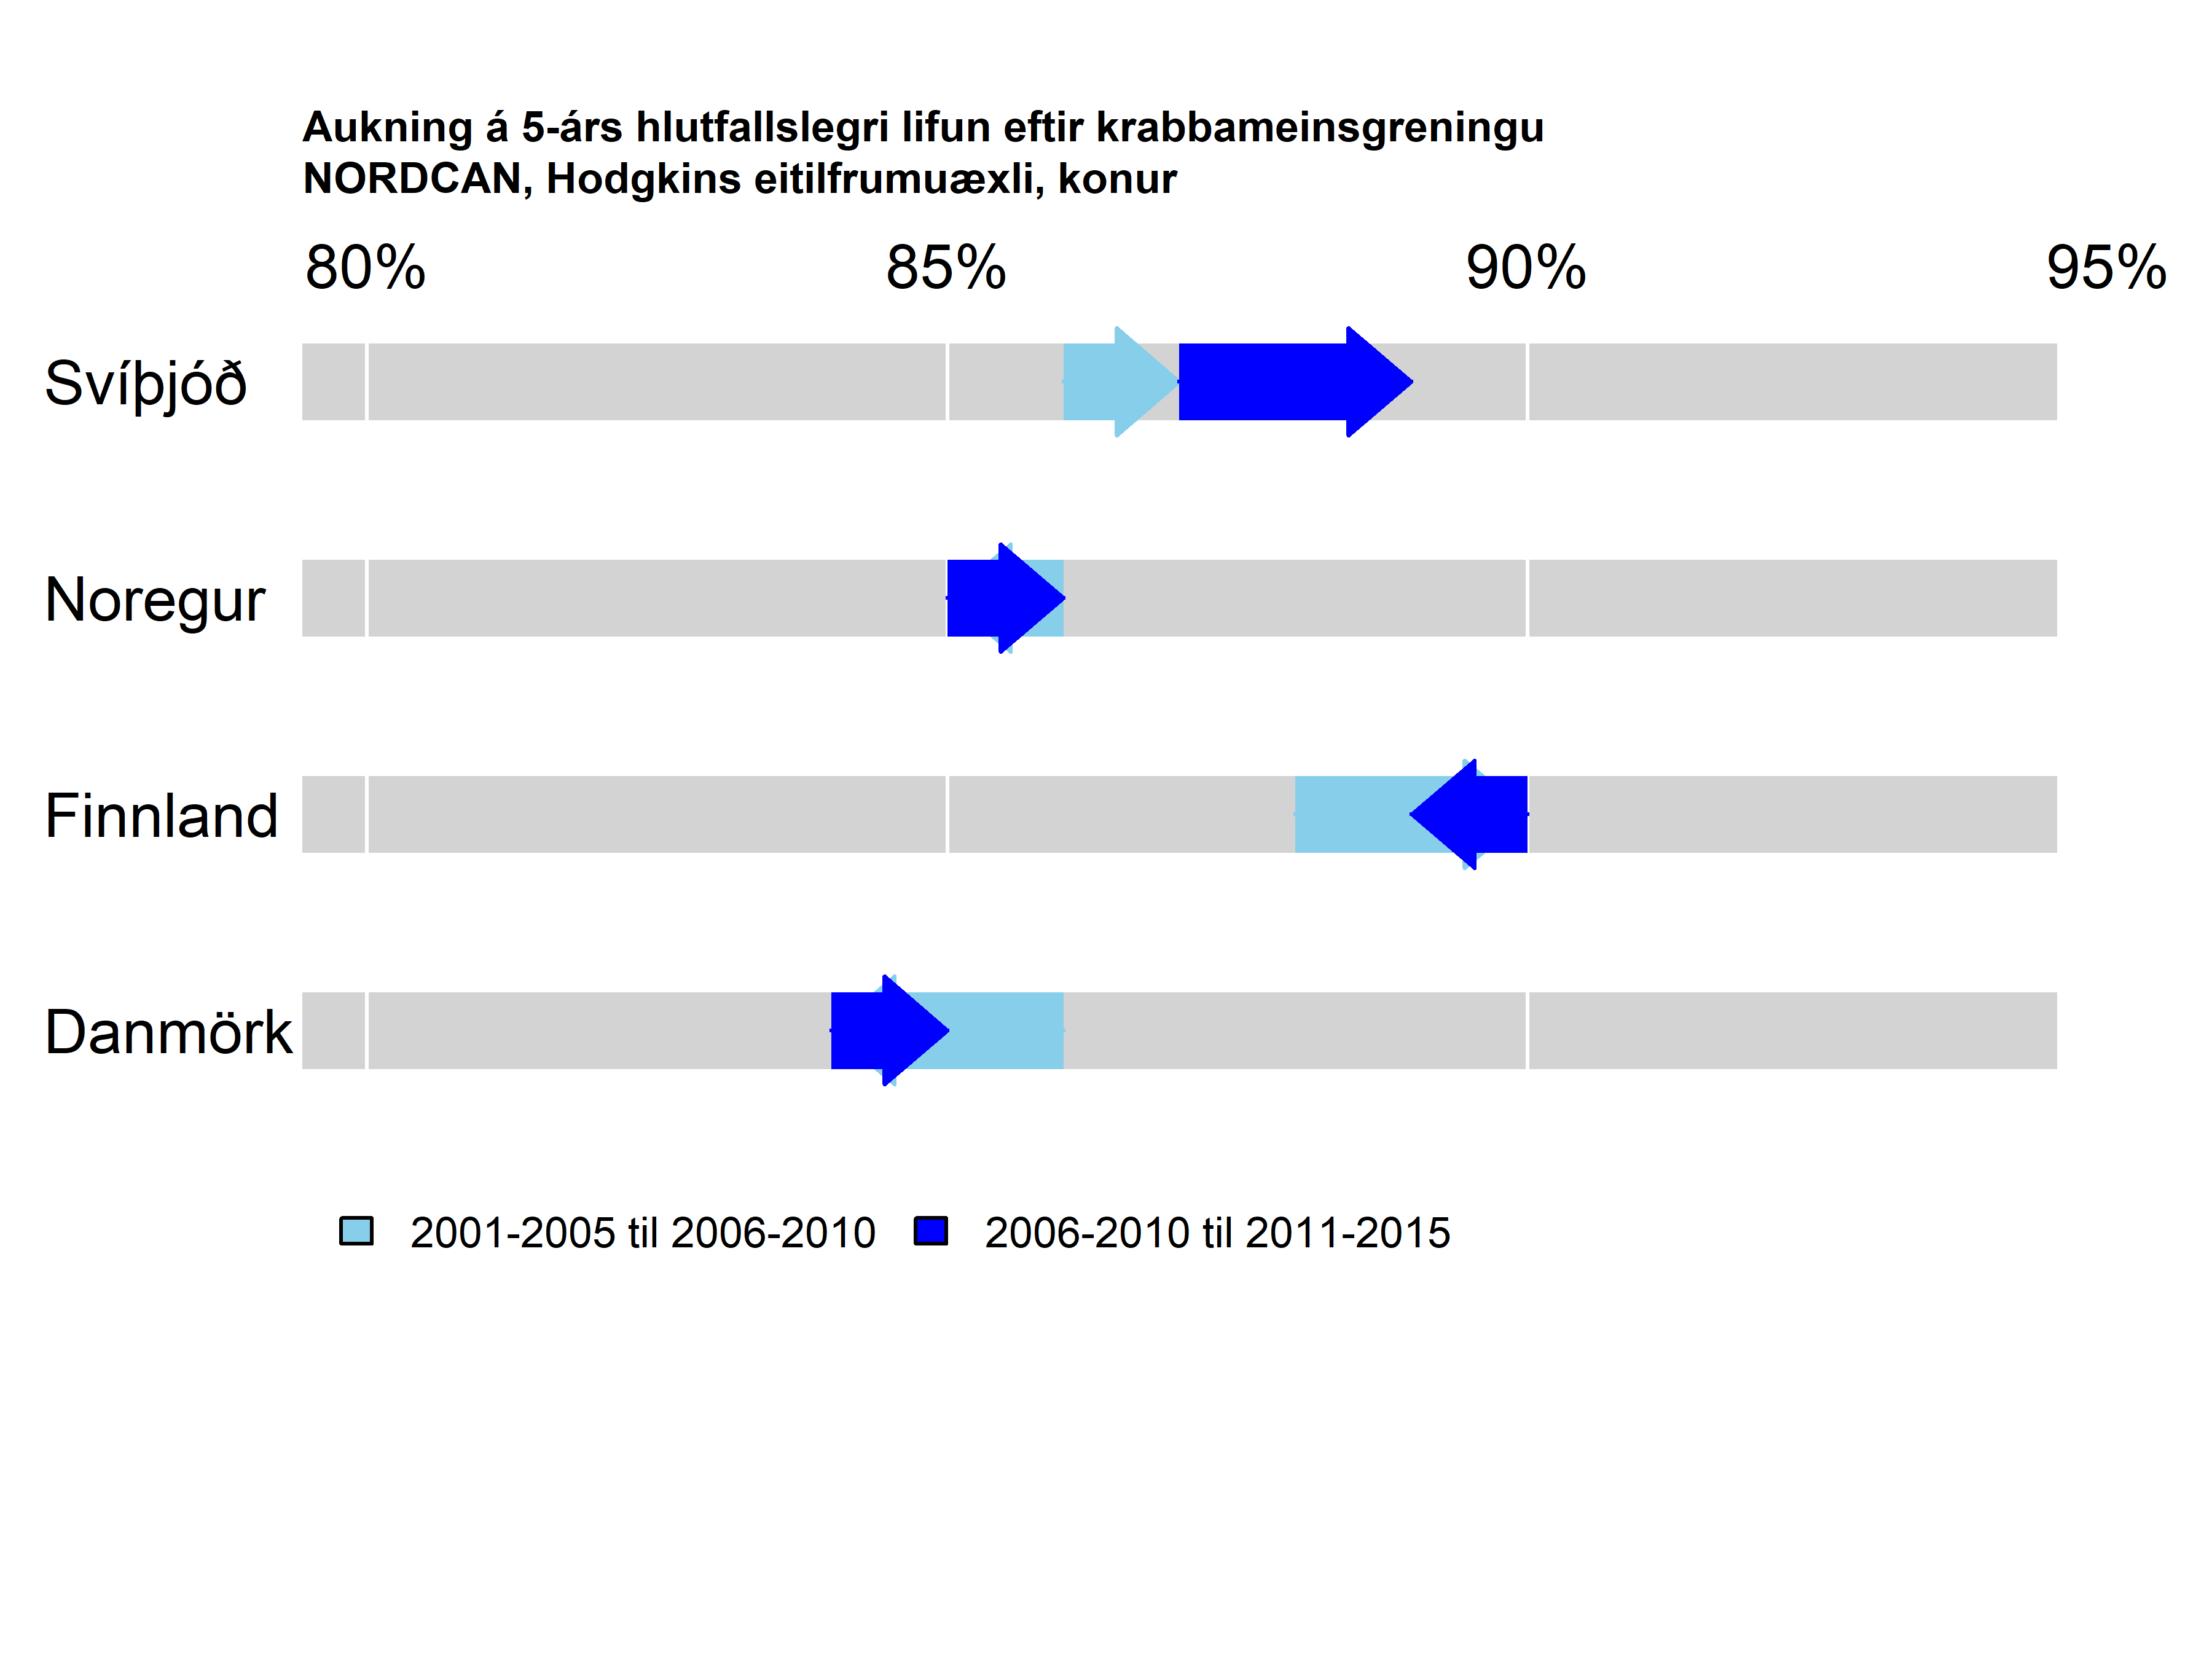 Aukning á 5-árs hlutfallslegri lifun eftir krabbameinsgreningu
NORDCAN, Hodgkins eitilfrumuæxli, konur
80% 85% 90% 95%
Svíþjóð
Noregur
Finnland
Danmörk
2001-2005 til 2006-2010 2006-2010 til 2011-2015